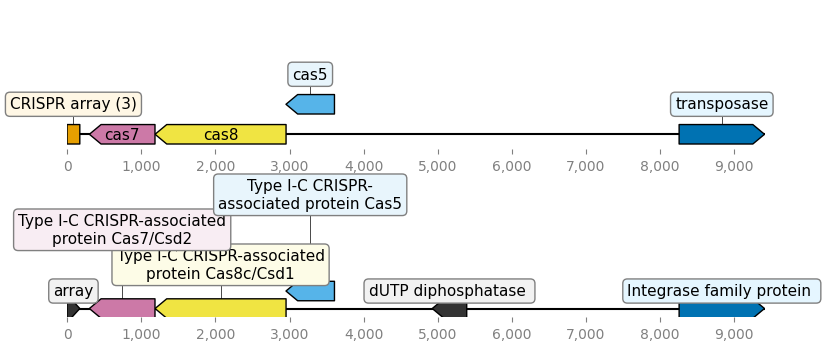 cas5
CRISPR array (3)
transposase
cas7
cas8
0
1,000
2,000
3,000
4,000
5,000
6,000
7,000
8,000
9,000
Type I-C CRISPR-
associated protein Cas5
Type I-C CRISPR-associated
protein Cas7/Csd2
Type I-C CRISPR-associated
protein Cas8c/Csd1
array
dUTP diphosphatase
Integrase family protein
0
1,000
2,000
3,000
4,000
5,000
6,000
7,000
8,000
9,000